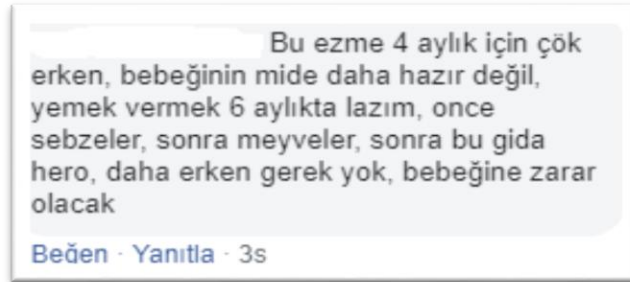 Bu ezme 4 aylık için çök
erken, bebeğinin mide daha hazır değil,
yemek vermek 6 aylıkta lazım, once
sebzeler, sonra meyveler, sonra bu gida
hero, daha erken gerek yok, bebeğine zarar
olacak
Beğen · Yanıtla · 3s